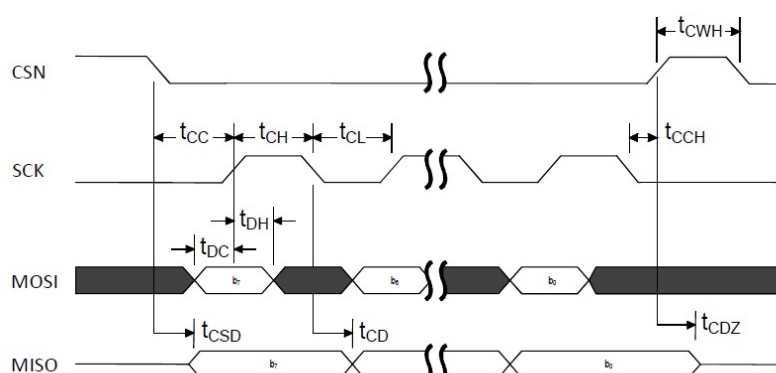 tCWH
CSN
tCC tCH tCL tCCH
SCK
tDH
tDC
MOSI b7 b6 b0
tCSD tCD tCDZ
MISO b7 b0